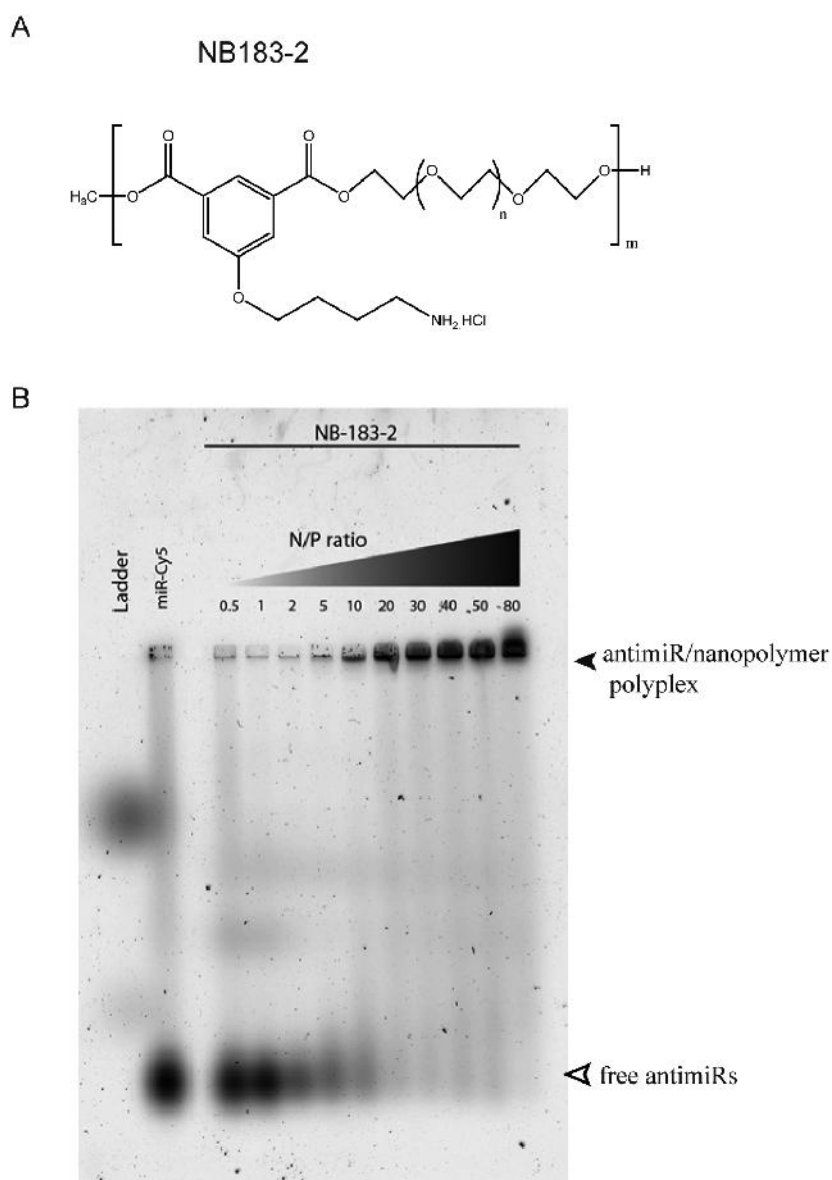 A
NB183-2
O O
H₃C O O O O O H
n
m
O
NH₂.HCl
B
NB-183-2
Ladder
miR-Cy5
N/P ratio
0.5 1 2 5 10 20 30 40 50 80
antimiR/nanopolymer
polyplex
free antimiRs